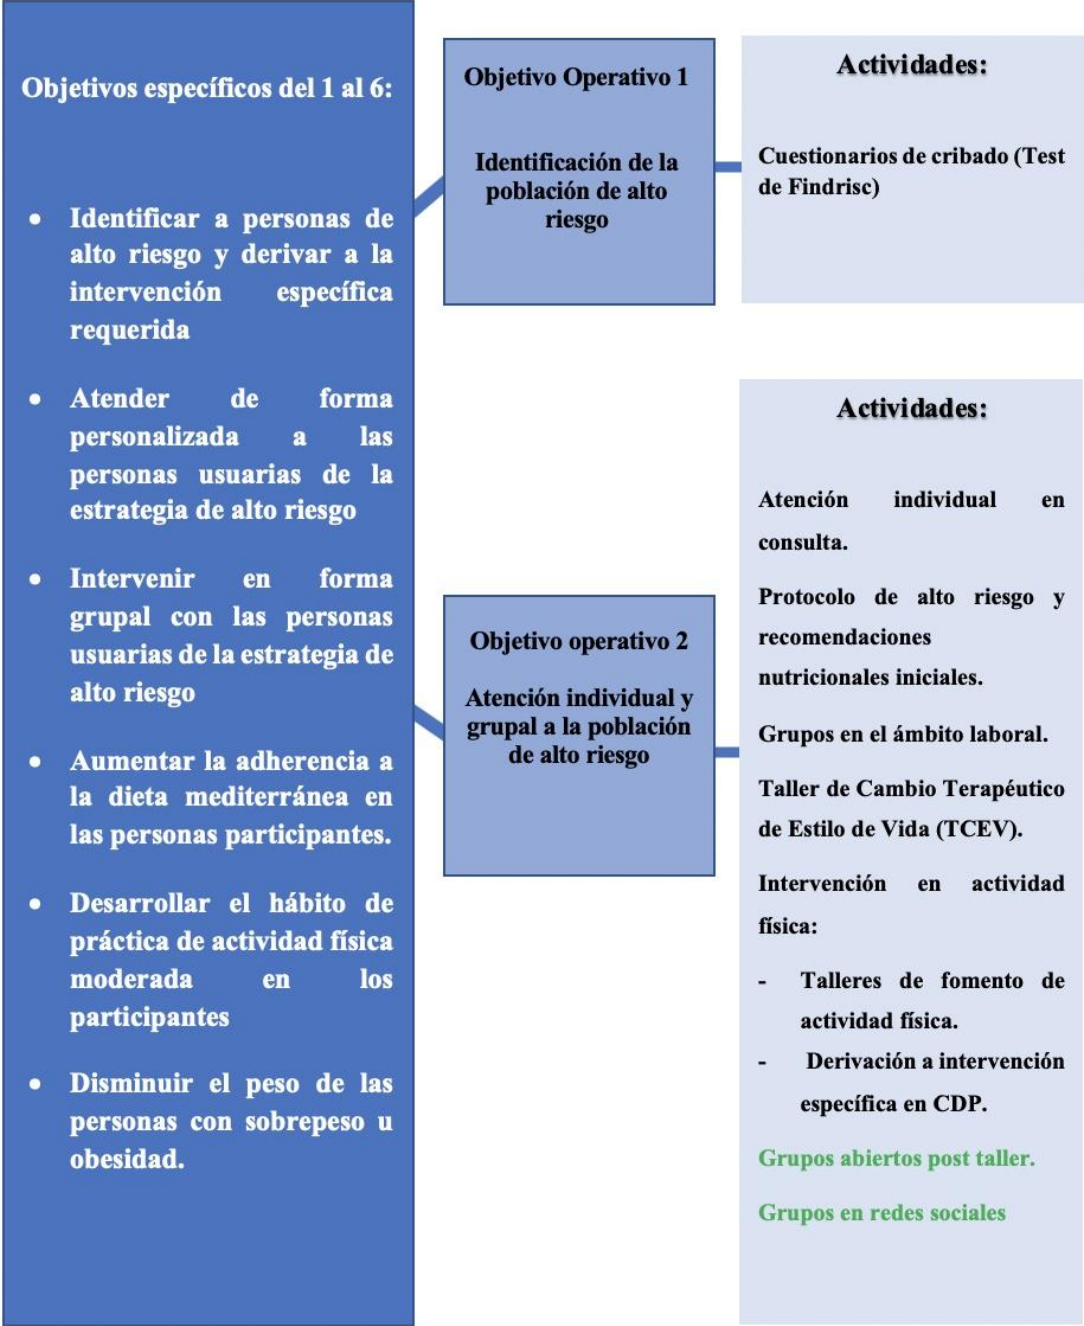 Objetivos específicos del 1 al 6:
• Identificar a personas de
alto riesgo y derivar a la
intervención específica
requerida
• Atender de forma
personalizada a las
personas usuarias de la
estrategia de alto riesgo
• Intervenir en forma
grupal con las personas
usuarias de la estrategia de
alto riesgo
• Aumentar la adherencia a
la dieta mediterránea en
las personas participantes.
• Desarrollar el hábito de
práctica de actividad física
moderada en los
participantes
• Disminuir el peso de las
personas con sobrepeso u
obesidad.
Objetivo Operativo 1
Identificación de la
población de alto
riesgo
Actividades:
Cuestionarios de cribado (Test
de Findrisc)
Objetivo operativo 2
Atención individual y
grupal a la población
de alto riesgo
Actividades:
Atención individual en
consulta.
Protocolo de alto riesgo y
recomendaciones
nutricionales iniciales.
Grupos en el ámbito laboral.
Taller de Cambio Terapéutico
de Estilo de Vida (TCEV).
Intervención en actividad
física:
- Talleres de fomento de
actividad física.
- Derivación a intervención
específica en CDP.
Grupos abiertos post taller.
Grupos en redes sociales